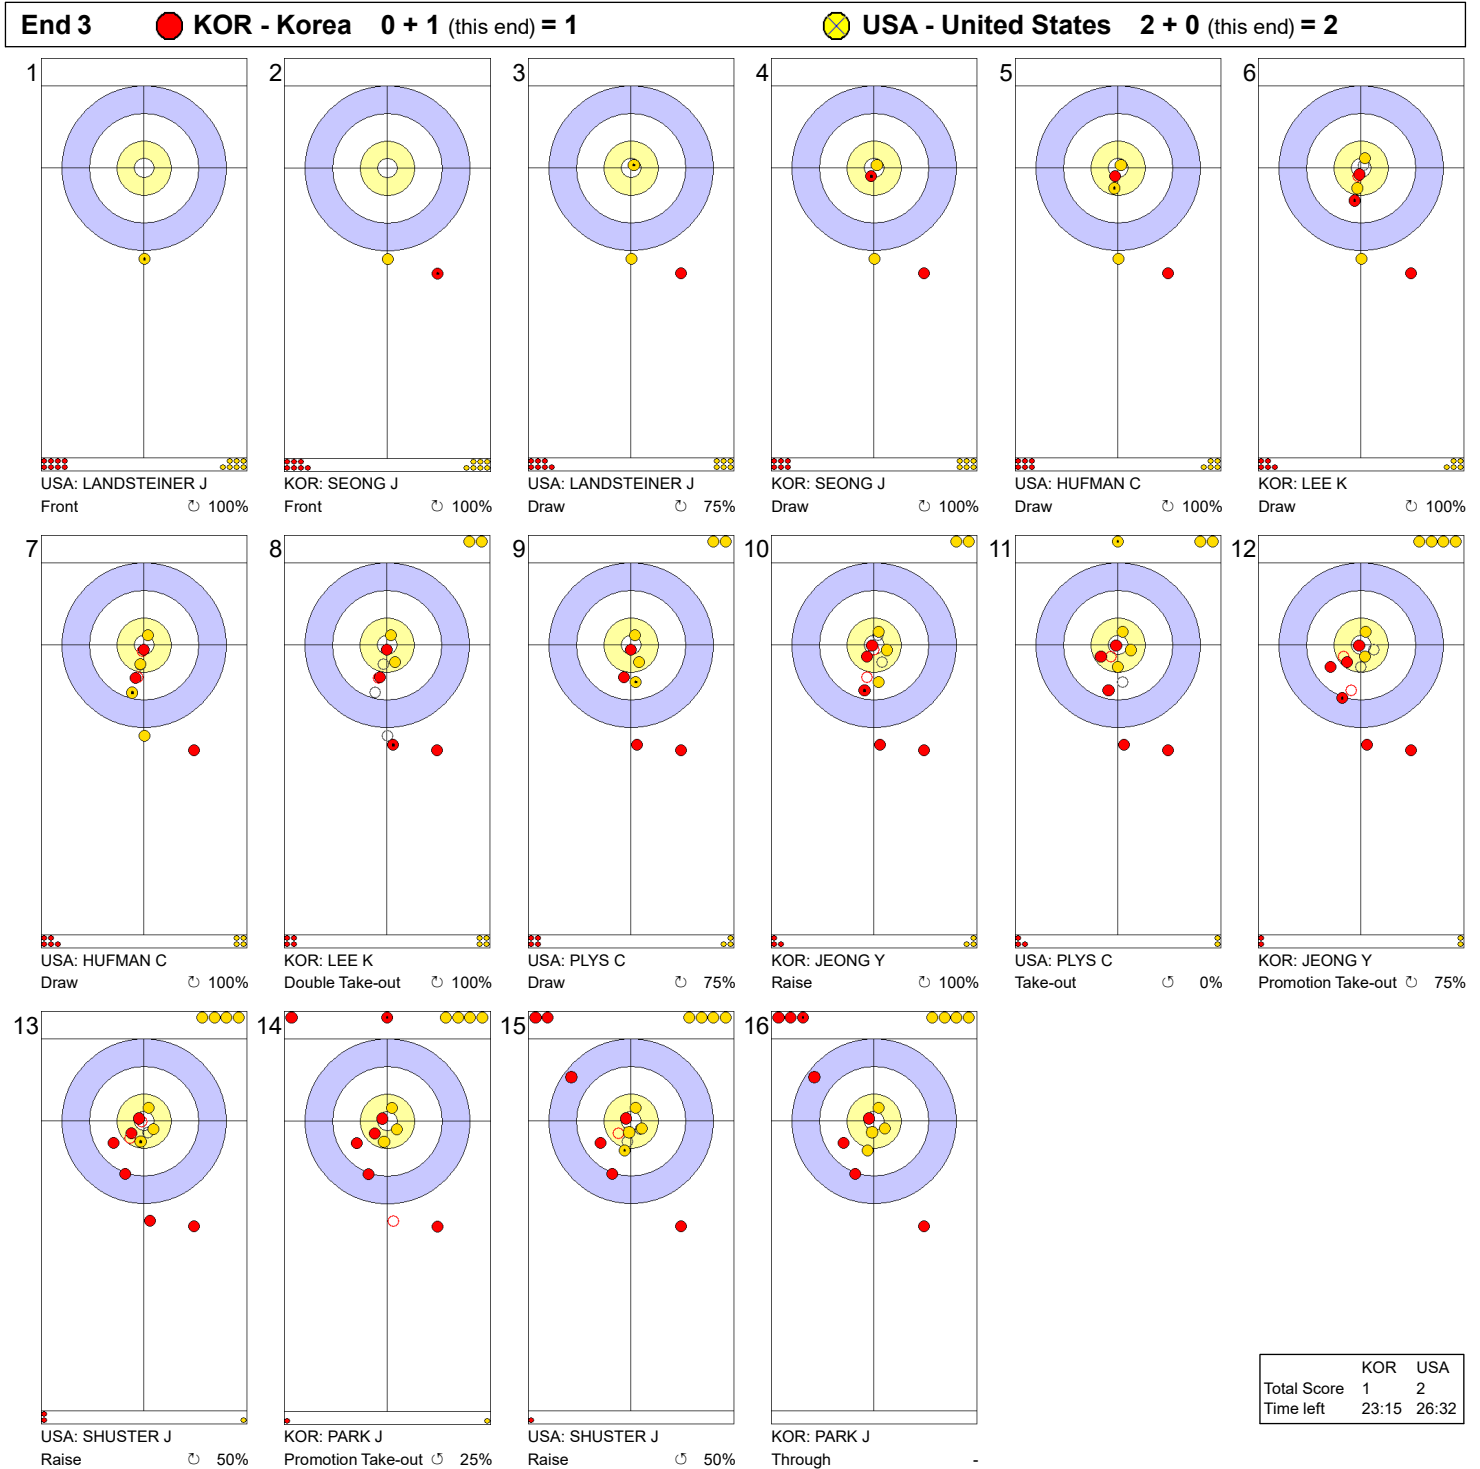 End 3 KOR - Korea 0 + 1 (this end) = 1 USA - United States 2 + 0 (this end) = 2
1 2 3 4 5 6
USA: LANDSTEINER J KOR: SEONG J USA: LANDSTEINER J KOR: SEONG J USA: HUFMAN C KOR: LEE K
Front ↻ 100% Front ↻ 100% Draw ↻ 75% Draw ↻ 100% Draw ↻ 100% Draw ↻ 100%
7 8 9 10 11 12
USA: HUFMAN C KOR: LEE K USA: PLYS C KOR: JEONG Y USA: PLYS C KOR: JEONG Y
Draw ↻ 100% Double Take-out ↻ 100% Draw ↻ 75% Raise ↻ 100% Take-out ↺ 0% Promotion Take-out ↻ 75%
13 14 15 16
USA: SHUSTER J KOR: PARK J USA: SHUSTER J KOR: PARK J
Raise ↻ 50% Promotion Take-out ↺ 25% Raise ↺ 50% Through -
KOR USA
Total Score 1 2
Time left 23:15 26:32